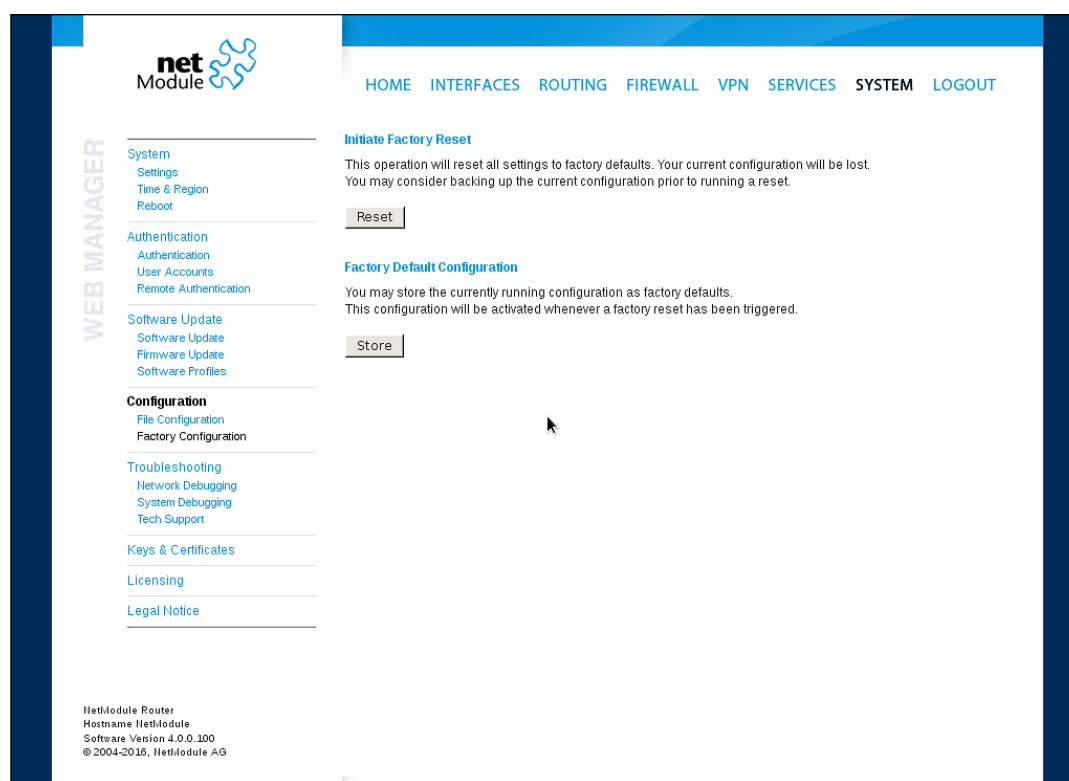 net
Module
HOME INTERFACES ROUTING FIREWALL VPN SERVICES SYSTEM LOGOUT
WEB MANAGER
System
Settings
Time & Region
Reboot
Authentication
Authentication
User Accounts
Remote Authentication
Software Update
Software Update
Firmware Update
Software Profiles
Configuration
File Configuration
Factory Configuration
Troubleshooting
Network Debugging
System Debugging
Tech Support
Keys & Certificates
Licensing
Legal Notice
Initiate Factory Reset
This operation will reset all settings to factory defaults. Your current configuration will be lost.
You may consider backing up the current configuration prior to running a reset.
Reset
Factory Default Configuration
You may store the currently running configuration as factory defaults.
This configuration will be activated whenever a factory reset has been triggered.
Store
NetModule Router
Hostname NetModule
Software Version 4.0.0.100
© 2004-2016, NetModule AG